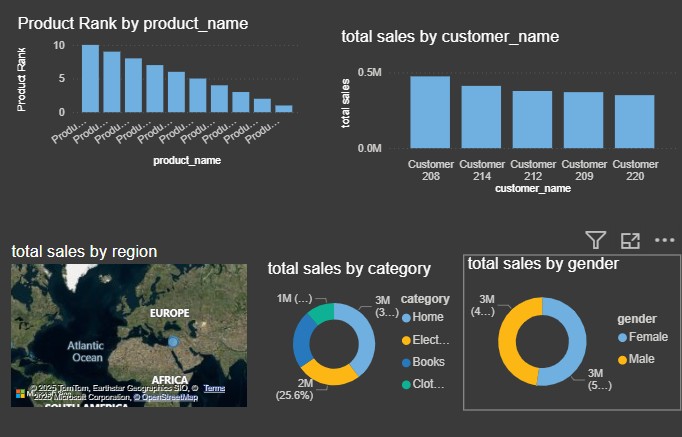 Product Rank by product_name
10
5
0
Product Rank
Produ...
Produ...
Produ...
Produ...
Produ...
Produ...
Produ...
Produ...
Produ...
Produ...
product_name
total sales by customer_name
0.5M
0.0M
total sales
Customer 208
Customer 214
Customer 212
Customer 209
Customer 220
customer_name
total sales by region
EUROPE
Atlantic
Ocean
AFRICA
© 2025 TomTom, Earthstar Geographics SIO, ©
2025 Microsoft Corporation, © OpenStreetMap
Terms
SOUTH AMERICA
total sales by category
1M (...)
3M
(3...)
2M
(25.6%)
category
Home
Elect...
Books
Clot...
total sales by gender
3M
(4...)
3M
(5...)
gender
Female
Male